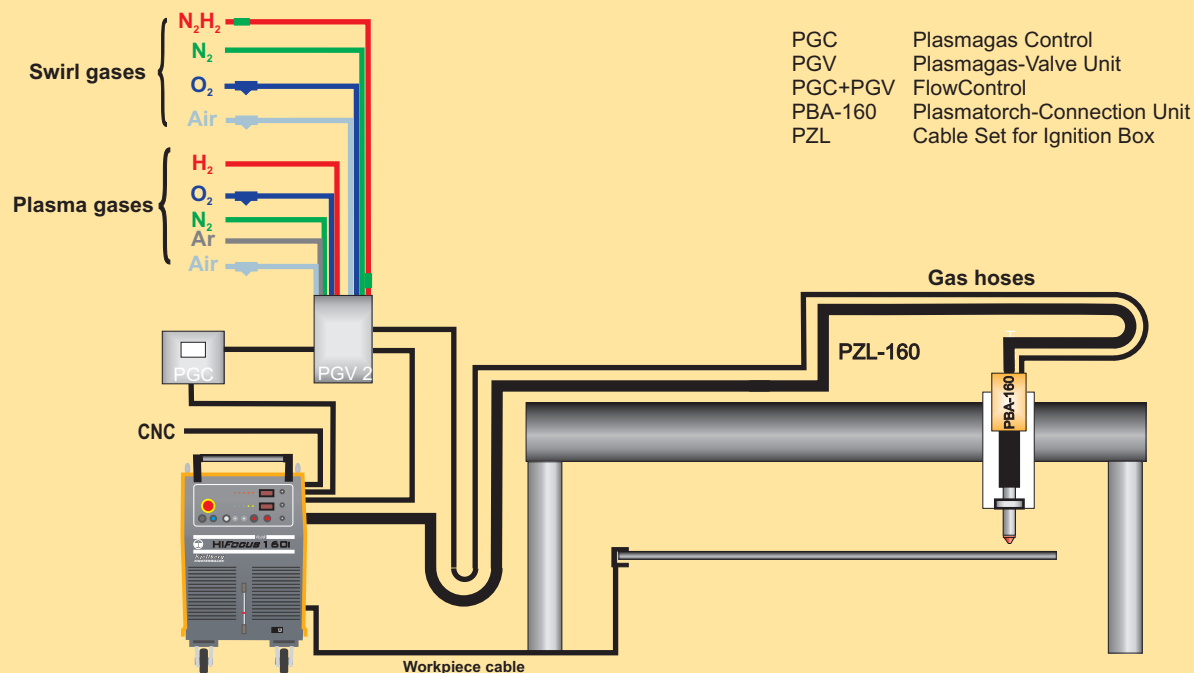 Swirl gases
N₂H₂
N₂
O₂
Air
Plasma gases
H₂
O₂
N₂
Ar
Air
PGC Plasmagas Control
PGV Plasmagas-Valve Unit
PGC+PGV FlowControl
PBA-160 Plasmatorch-Connection Unit
PZL Cable Set for Ignition Box
Gas hoses
PZL-160
PBA-160
PGC
PGV 2
CNC
HiFocus 160i
Kjellberg
Workpiece cable